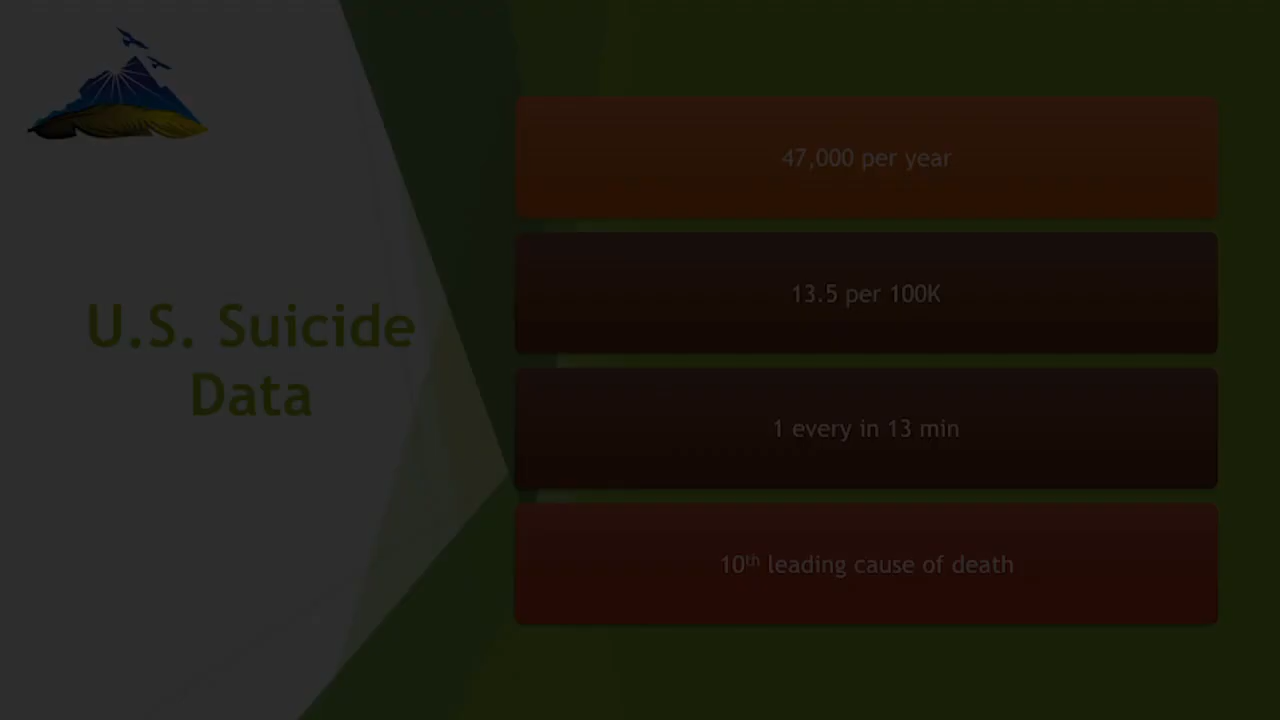 U.S. Suicide
Data
47,000 per year
13.5 per 100K
1 every in 13 min
10th leading cause of death